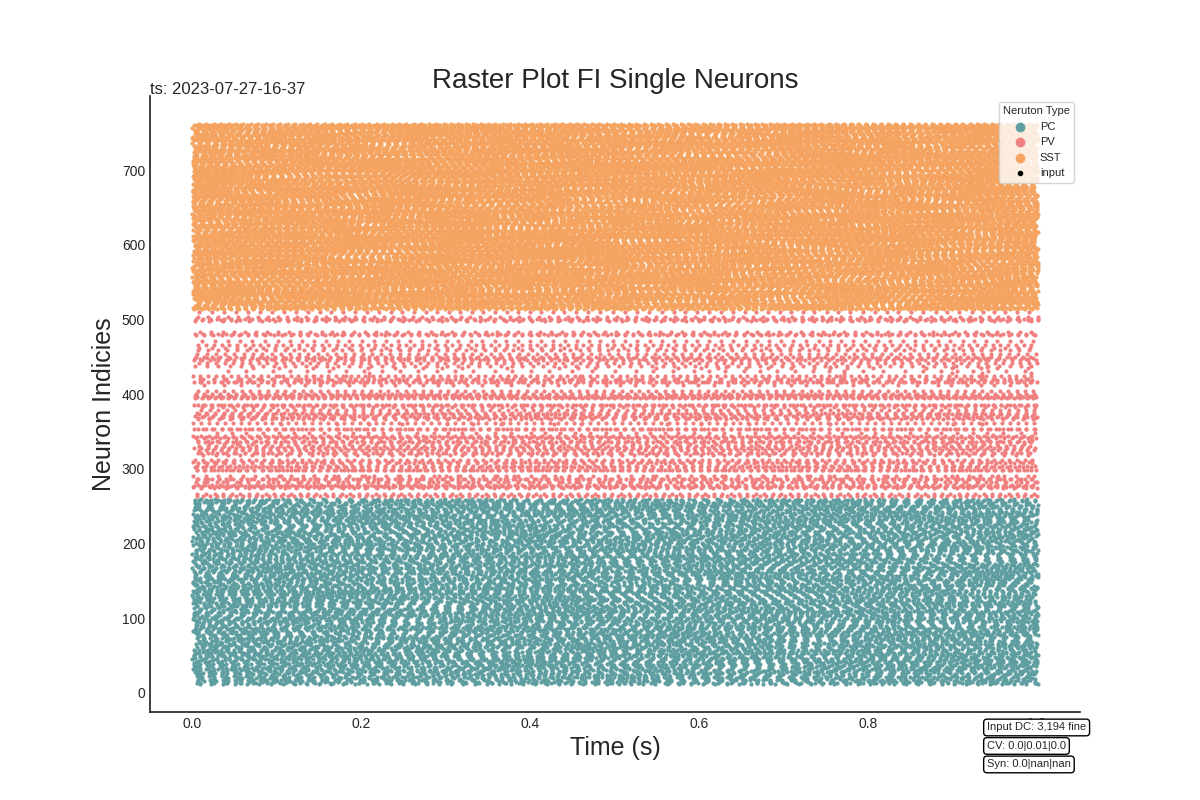 Raster Plot FI Single Neurons
ts: 2023-07-27-16-37
Neruton Type
PC
PV
SST
input
700
600
500
400
300
200
100
0
Neuron Indicies
0.0 0.2 0.4 0.6 0.8
Time (s)
Input DC: 3,194 fine
CV: 0.0|0.01|0.0
Syn: 0.0|nan|nan